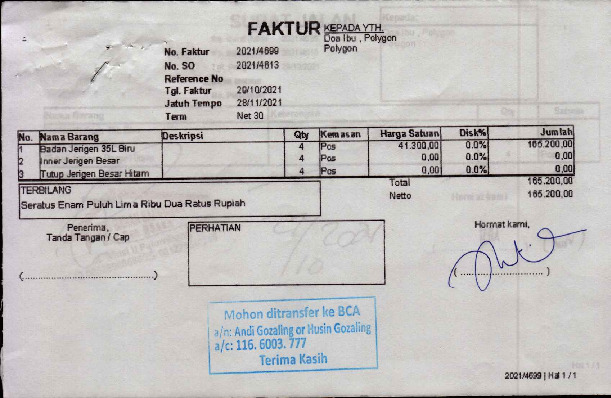 FAKTUR
KEPADA YTH.
Doa Ibu , Polygon
Polygon
No. Faktur 2021/4699
No. SO 2021/4813
Reference No
Tgl. Faktur 29/10/2021
Jatuh Tempo 28/11/2021
Term Net 30
No. Nama Barang Deskripsi Qty Kemasan Harga Satuan Disk% Jumlah
1 Badan Jerigen 35L Biru 4 Pcs 41.300,00 0.0% 165.200,00
2 Inner Jerigen Besar 4 Pcs 0,00 0.0% 0,00
3 Tutup Jerigen Besar Hitam 4 Pcs 0,00 0.0% 0,00
Total 165.200,00
Netto 165.200,00
TERBILANG
Seratus Enam Puluh Lima Ribu Dua Ratus Rupiah
Penerima,
Tanda Tangan / Cap
(..............................)
PERHATIAN
Hormat kami,
(..............................)
Mohon ditransfer ke BCA
a/n: Andi Gozaling or Husin Gozaling
a/c: 116. 6003. 777
Terima Kasih
2021/4699 | Hal 1 / 1